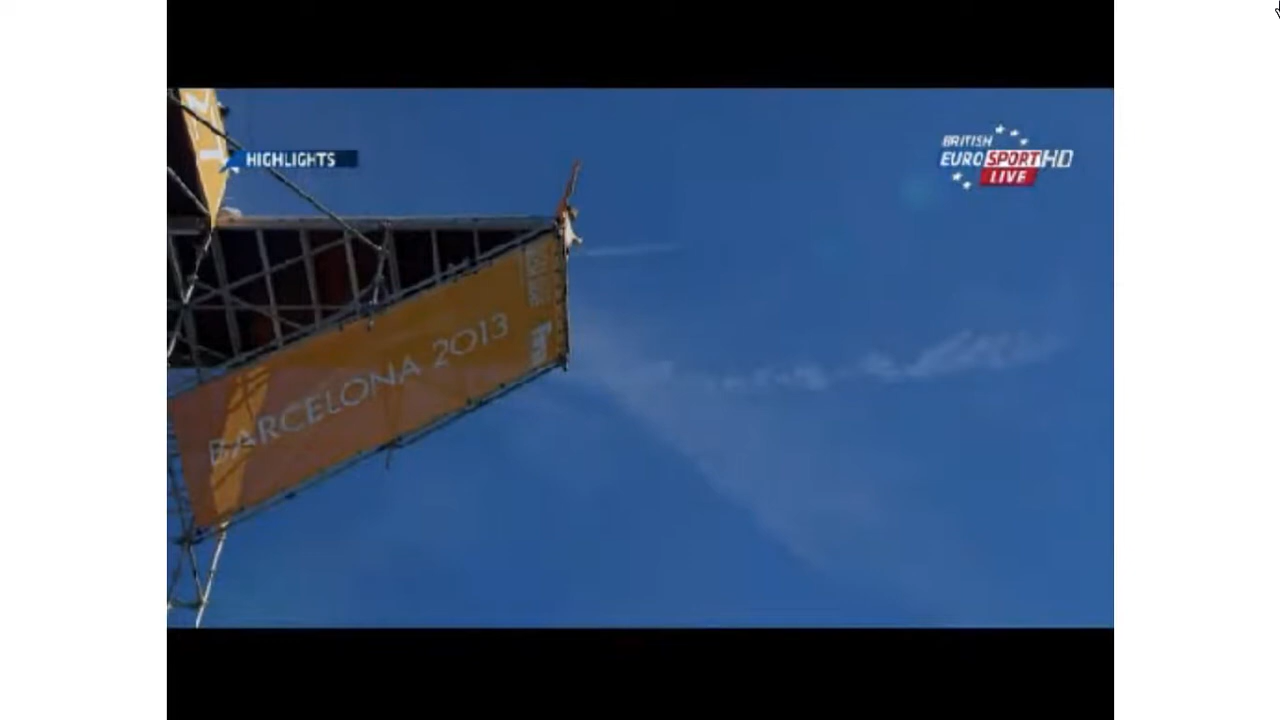 HIGHLIGHTS
BRITISH
EUROSPORT HD
LIVE
BARCELONA 2013